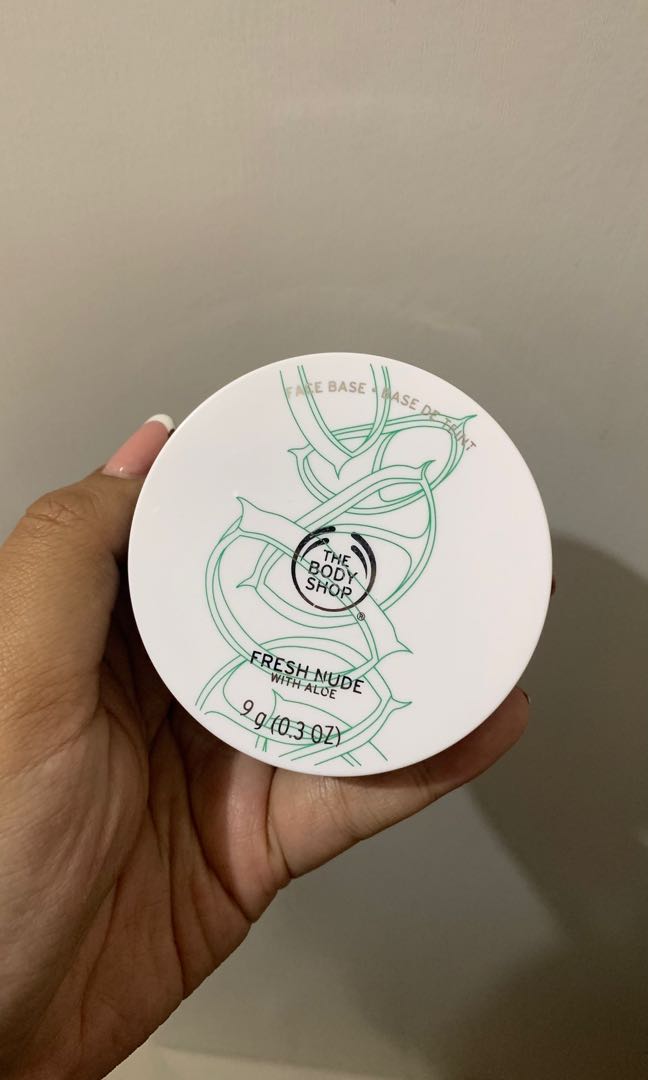 FACE BASE • BASE DE TEINT
THE
BODY
SHOP
®
FRESH NUDE
WITH ALOE
9 g (0.3 OZ)